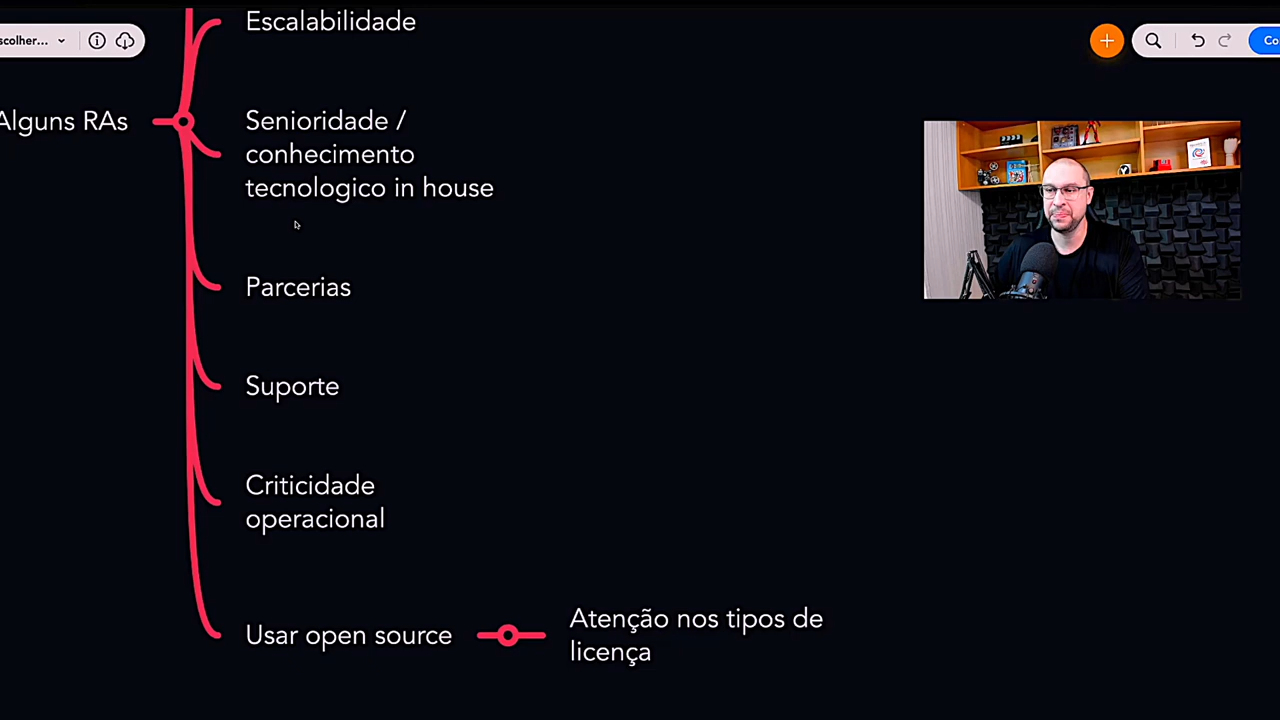 Escalabilidade
scolher...
Co
Alguns RAs
Senioridade /
conhecimento
tecnologico in house
Parcerias
Suporte
Criticidade
operacional
Usar open source
Atenção nos tipos de
licença